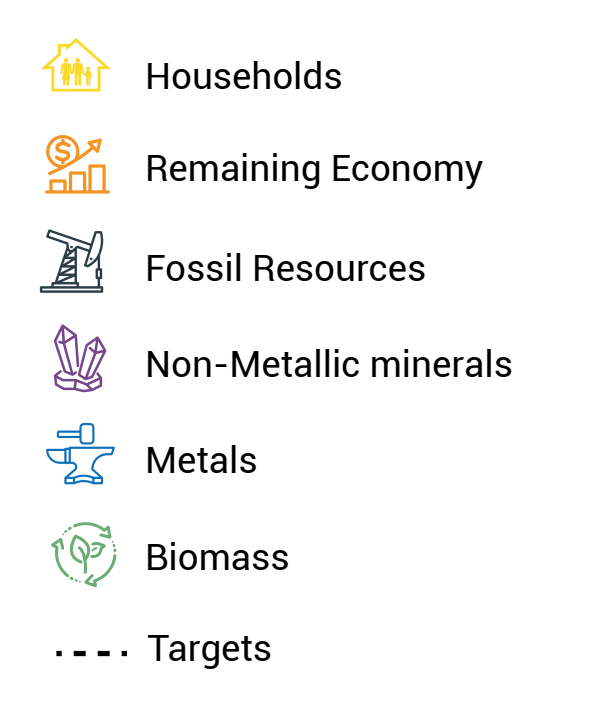 Households
Remaining Economy
Fossil Resources
Non-Metallic minerals
Metals
Biomass
Targets